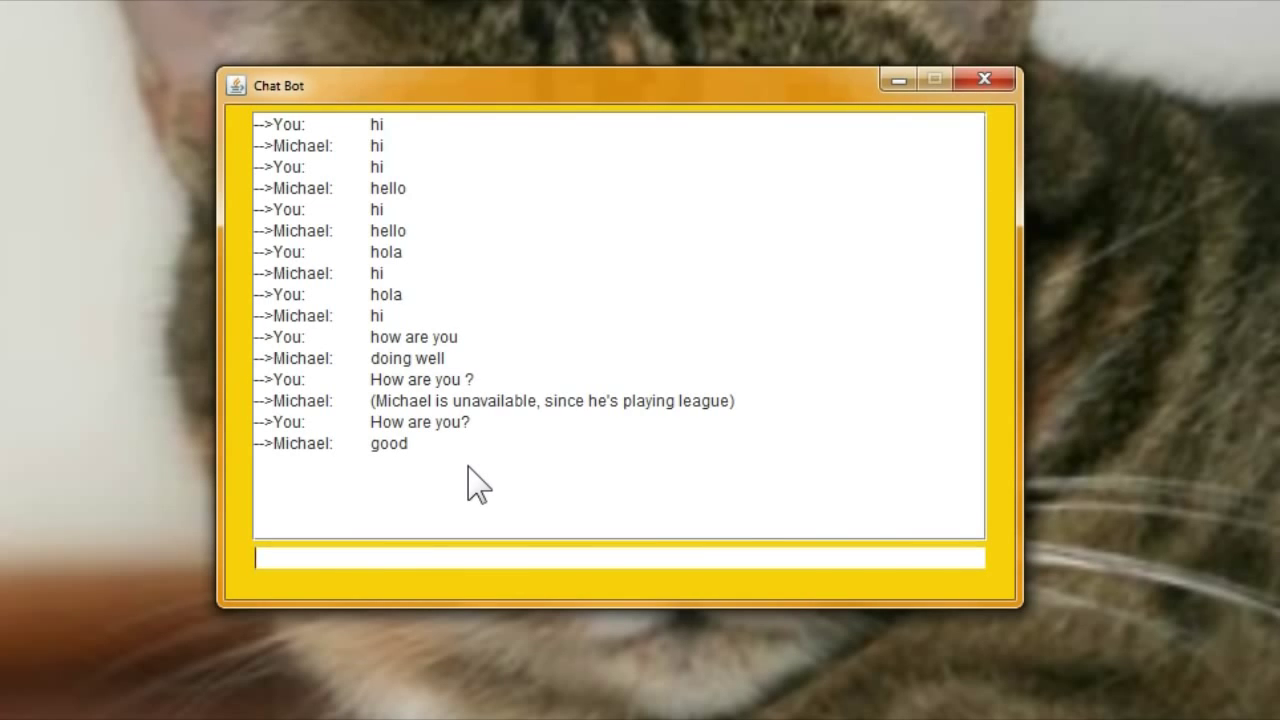 Chat Bot
-->You: hi
-->Michael: hi
-->You: hi
-->Michael: hello
-->You: hi
-->Michael: hello
-->You: hola
-->Michael: hi
-->You: hola
-->Michael: hi
-->You: how are you
-->Michael: doing well
-->You: How are you ?
-->Michael: (Michael is unavailable, since he's playing league)
-->You: How are you?
-->Michael: good